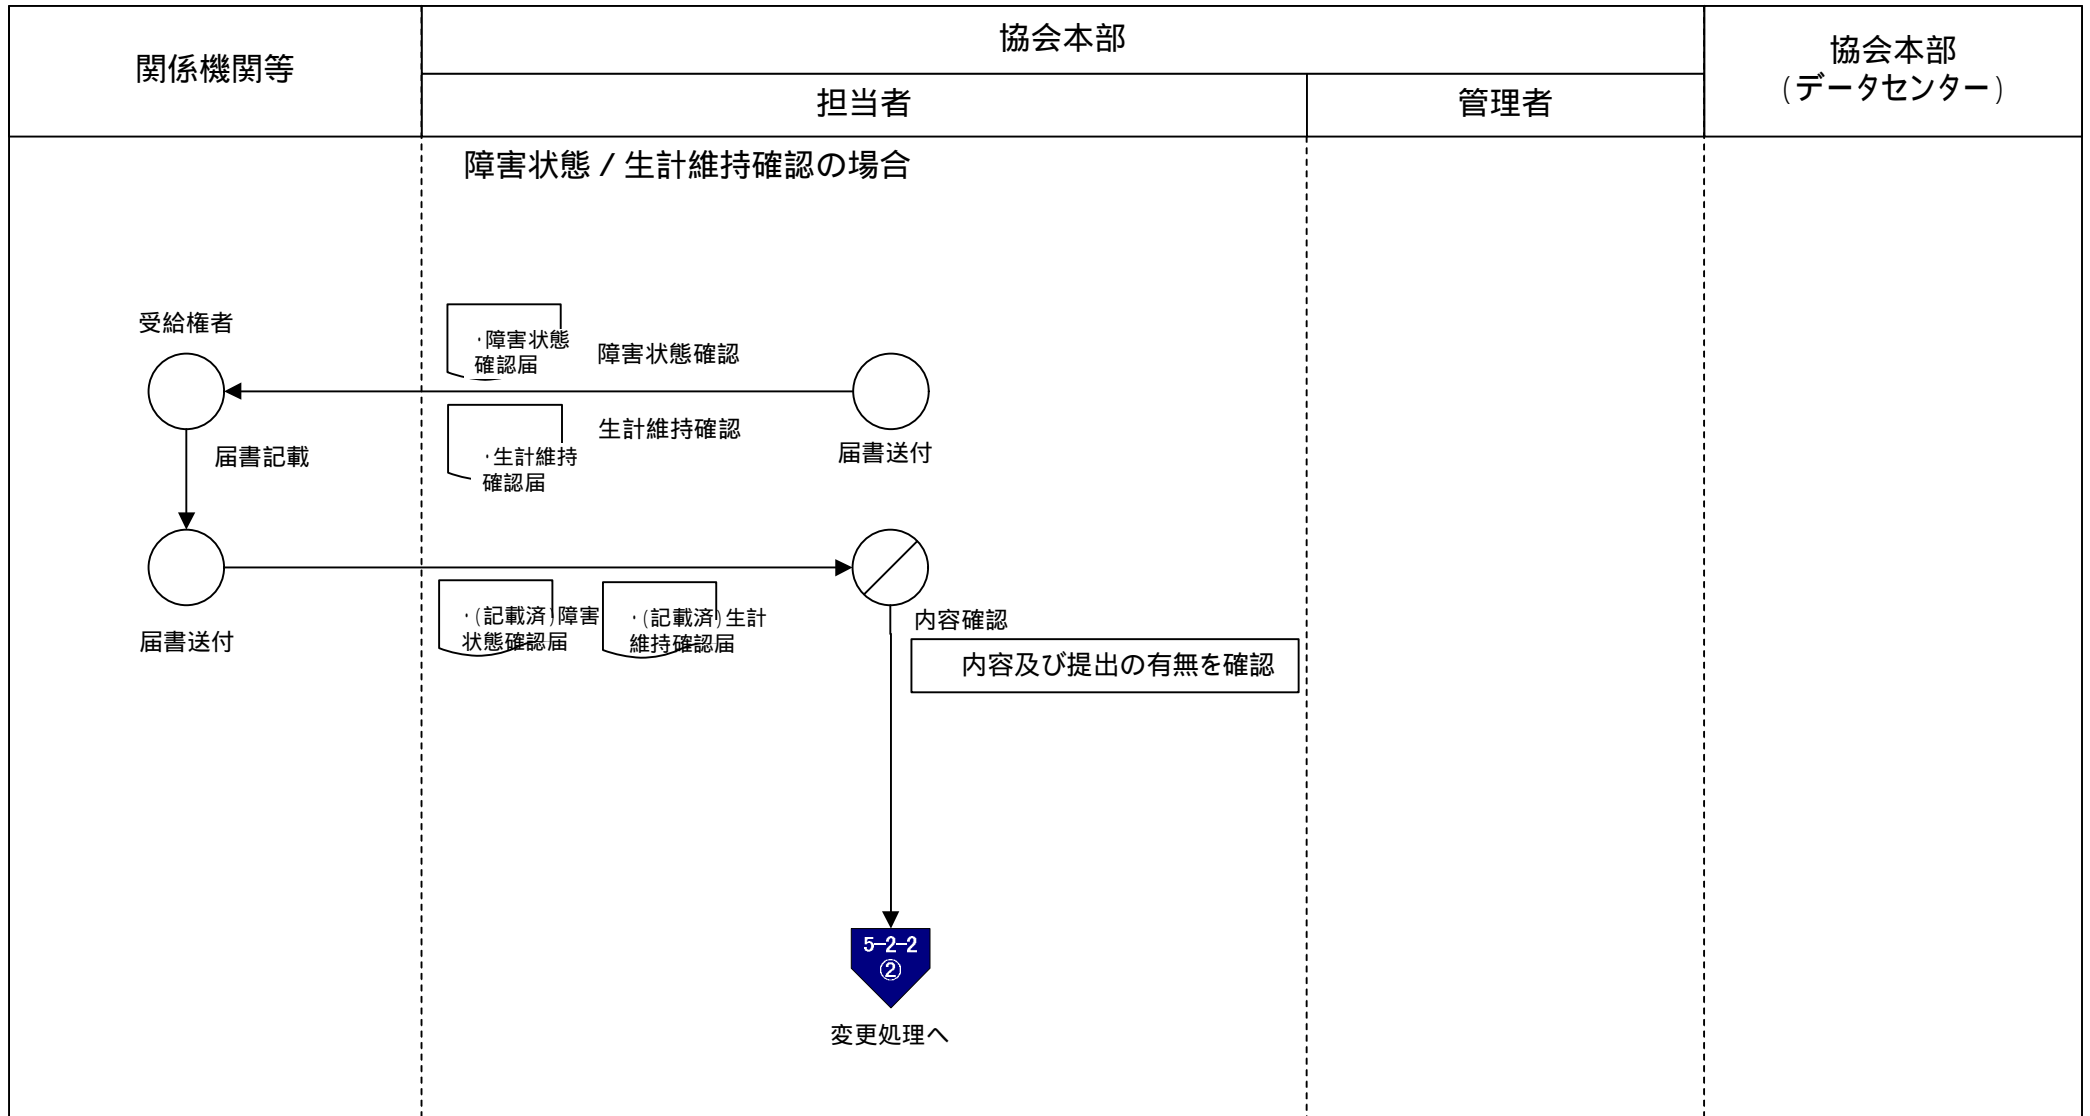 関係機関等
協会本部
担当者
管理者
協会本部
(データセンター)
障害状態/生計維持確認の場合
受給権者
・障害状態
確認届
障害状態確認
・生計維持
確認届
生計維持確認
届書送付
届書記載
届書送付
・(記載済)障害
状態確認届
・(記載済)生計
維持確認届
内容確認
内容及び提出の有無を確認
5-2-2
②
変更処理へ